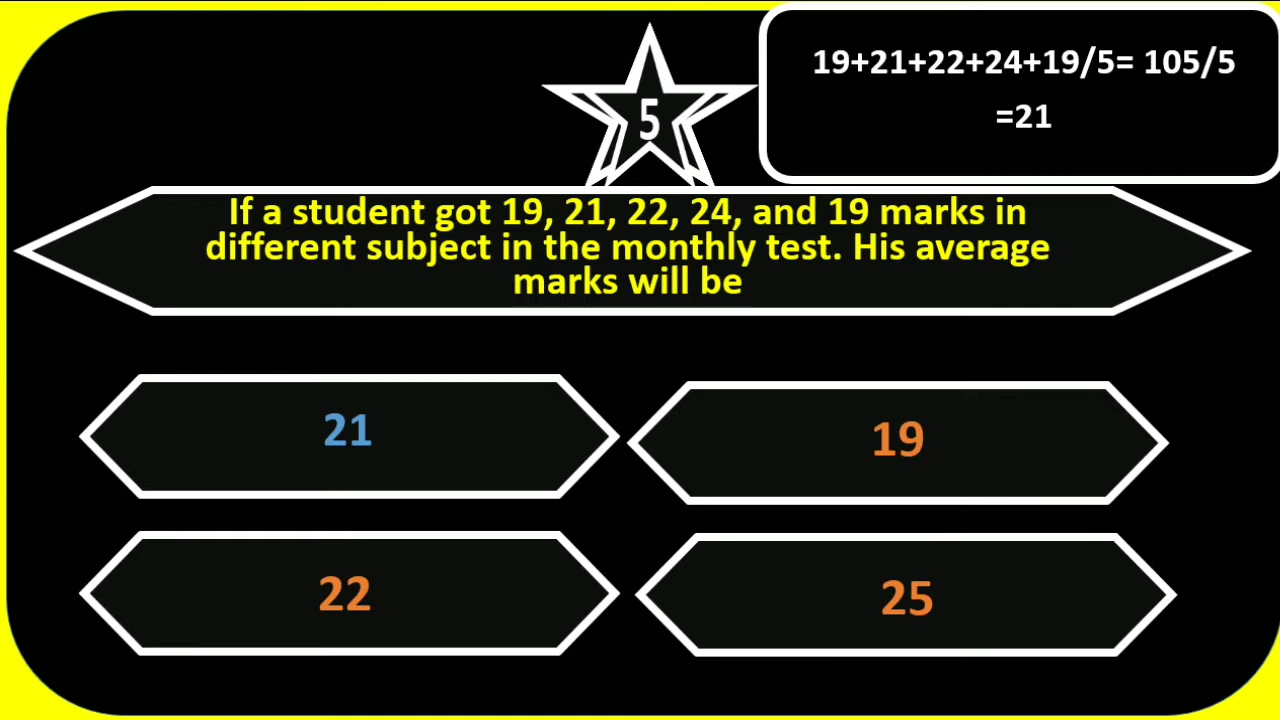 5
19+21+22+24+19/5= 105/5
=21
If a student got 19, 21, 22, 24, and 19 marks in
different subject in the monthly test. His average
marks will be
21
19
22
25